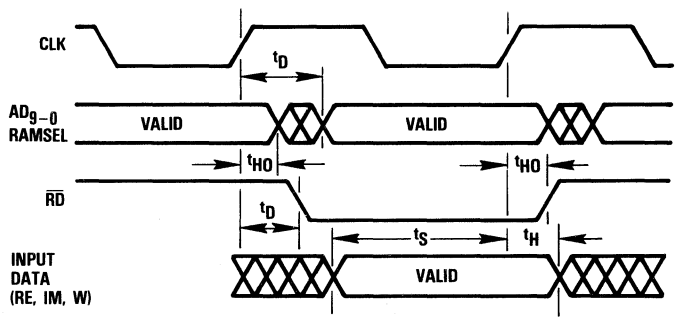 CLK
tD
AD9–0
RAMSEL
VALID
VALID
tHO
tHO
RD
tD
tS
tH
INPUT
DATA
(RE, IM, W)
VALID